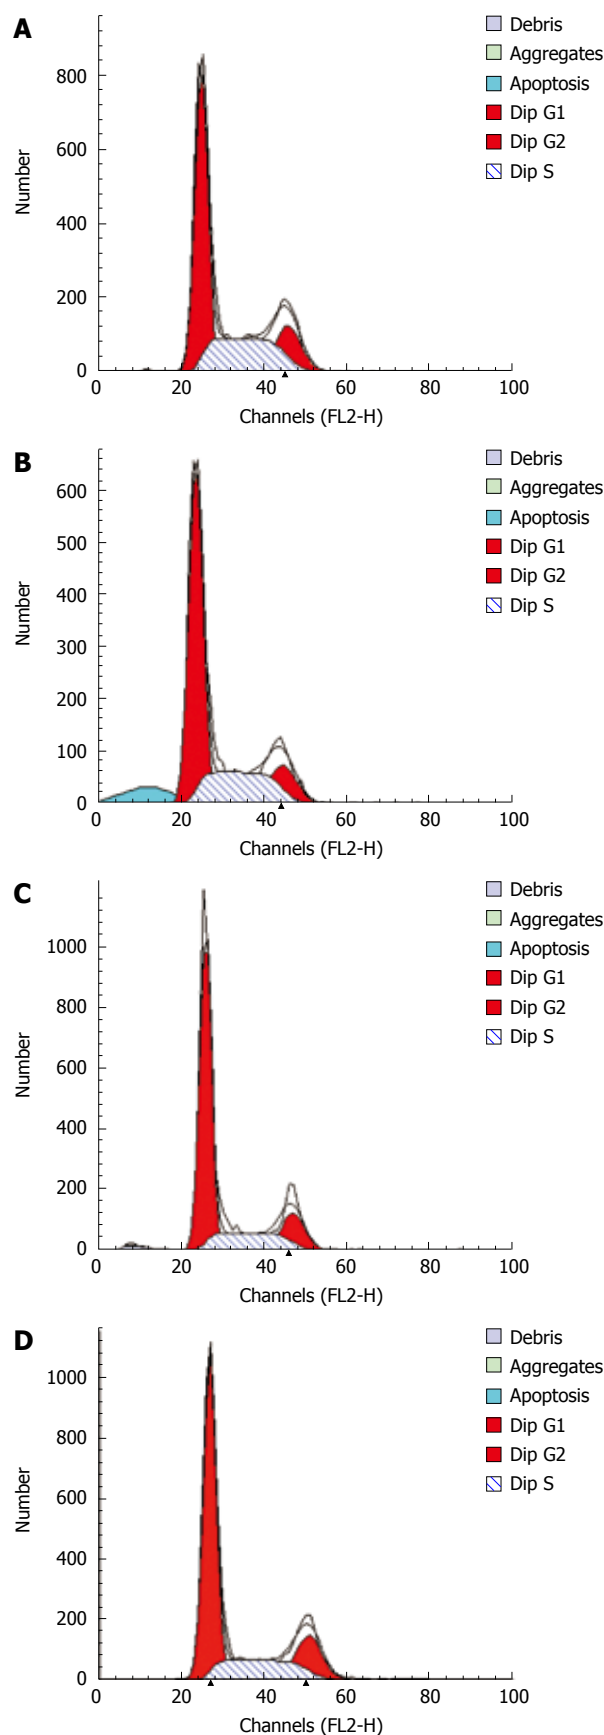 A
Debris
Aggregates
Apoptosis
Dip G1
Dip G2
Dip S
Number
800
600
400
200
0
0 20 40 60 80 100
Channels (FL2-H)
B
Debris
Aggregates
Apoptosis
Dip G1
Dip G2
Dip S
Number
600
500
400
300
200
100
0
0 20 40 60 80 100
Channels (FL2-H)
C
Debris
Aggregates
Apoptosis
Dip G1
Dip G2
Dip S
Number
1000
800
600
400
200
0
0 20 40 60 80 100
Channels (FL2-H)
D
Debris
Aggregates
Apoptosis
Dip G1
Dip G2
Dip S
Number
1000
800
600
400
200
0
0 20 40 60 80 100
Channels (FL2-H)